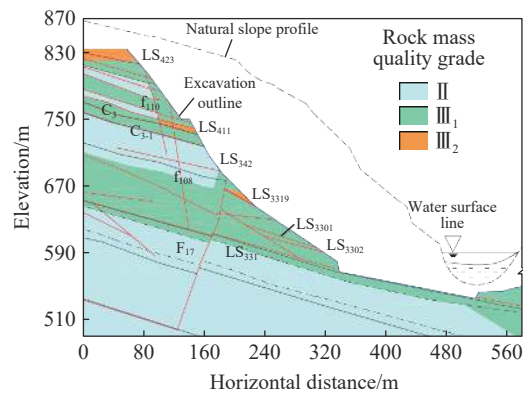 870
830
750
670
590
510
Elevation/m
0
80
160
240
320
400
480
560
Horizontal distance/m
Natural slope profile
Rock mass
quality grade
II
III₁
III₂
LS₄₂₃
Excavation
outline
f₁₁₀
C₃
C₃₋₁
LS₄₁₁
LS₃₄₂
f₁₀₈
LS₃₃₁₉
LS₃₃₀₁
LS₃₃₀₂
Water surface
line
F₁₇
LS₃₃₁